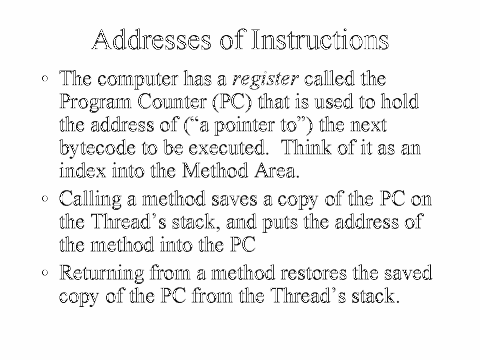 Addresses of Instructions
◦ The computer has a register called the
Program Counter (PC) that is used to hold
the address of (“a pointer to”) the next
bytecode to be executed.  Think of it as an
index into the Method Area.
◦ Calling a method saves a copy of the PC on
the Thread’s stack, and puts the address of
the method into the PC
◦ Returning from a method restores the saved
copy of the PC from the Thread’s stack.